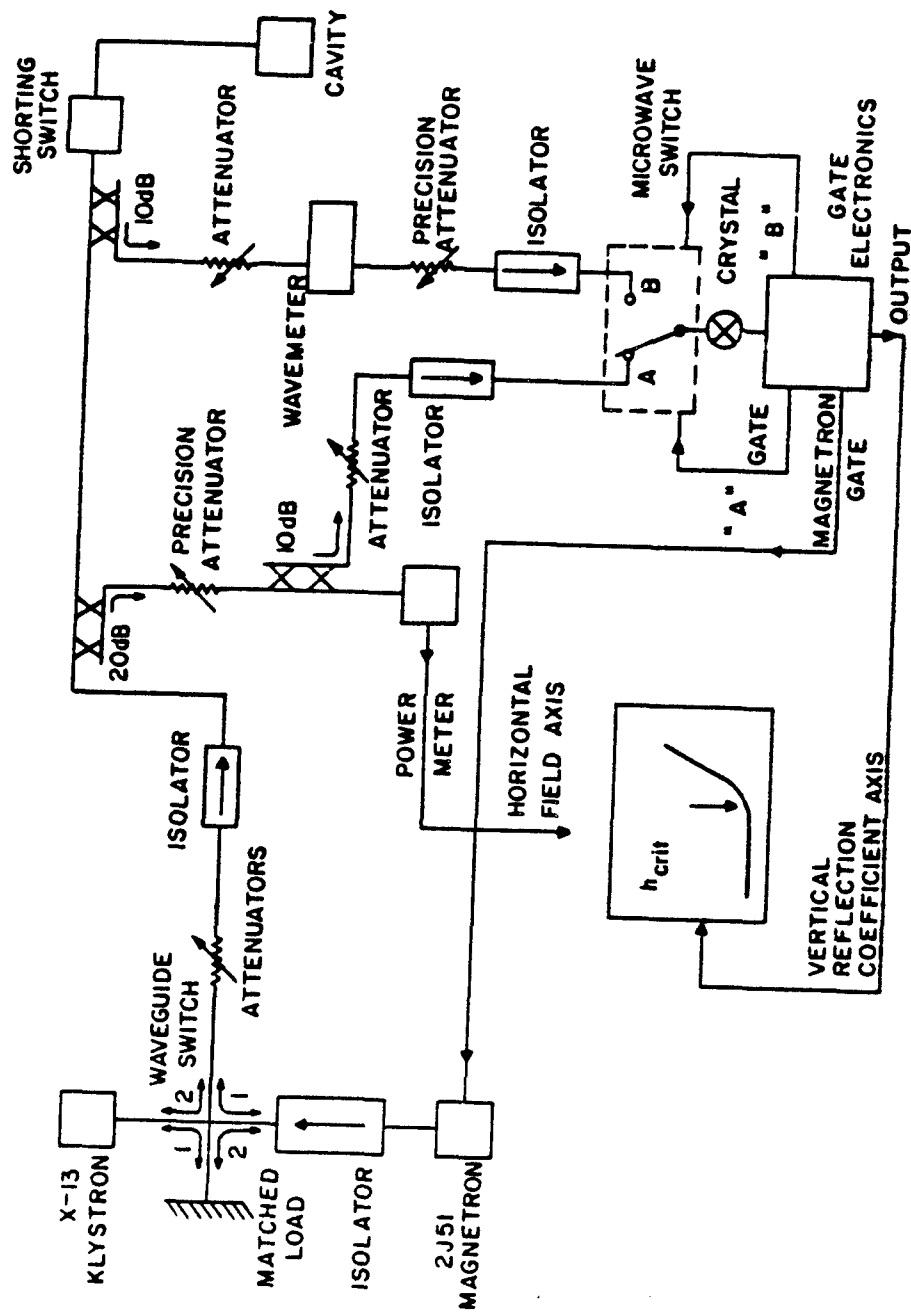 X-13
KLYSTRON
WAVEGUIDE
SWITCH
1
2
2
1
MATCHED
LOAD
ISOLATOR
2J51
MAGNETRON
ATTENUATORS
ISOLATOR
20dB
PRECISION
ATTENUATOR
10dB
POWER
METER
HORIZONTAL
FIELD AXIS
hcrit
VERTICAL
REFLECTION
COEFFICIENT AXIS
SHORTING
SWITCH
CAVITY
10dB
ATTENUATOR
WAVEMETER
PRECISION
ATTENUATOR
ISOLATOR
ATTENUATOR
ISOLATOR
MICROWAVE
SWITCH
A
B
CRYSTAL
"A"
GATE
"B"
GATE
ELECTRONICS
MAGNETRON
GATE
OUTPUT